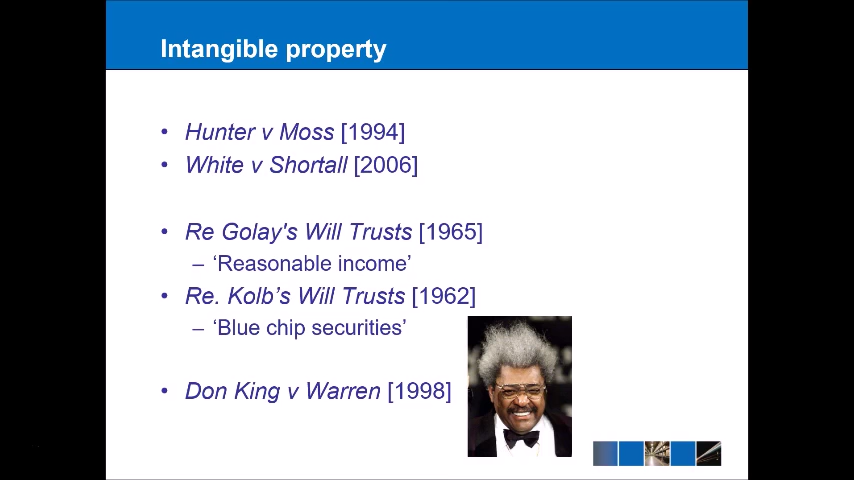 Intangible property
• Hunter v Moss [1994]
• White v Shortall [2006]
• Re Golay's Will Trusts [1965]
– ‘Reasonable income’
• Re. Kolb’s Will Trusts [1962]
– ‘Blue chip securities’
• Don King v Warren [1998]